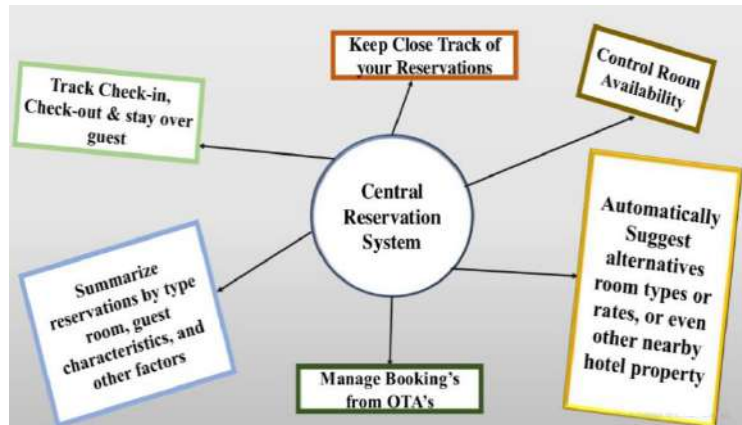 Keep Close Track of
your Reservations
Control Room
Availability
Track Check-in,
Check-out & stay over
guest
Central
Reservation
System
Automatically
Suggest
alternatives
room types or
rates, or even
other nearby
hotel property
Summarize
reservations by type
room, guest
characteristics, and
other factors
Manage Booking's
from OTA's